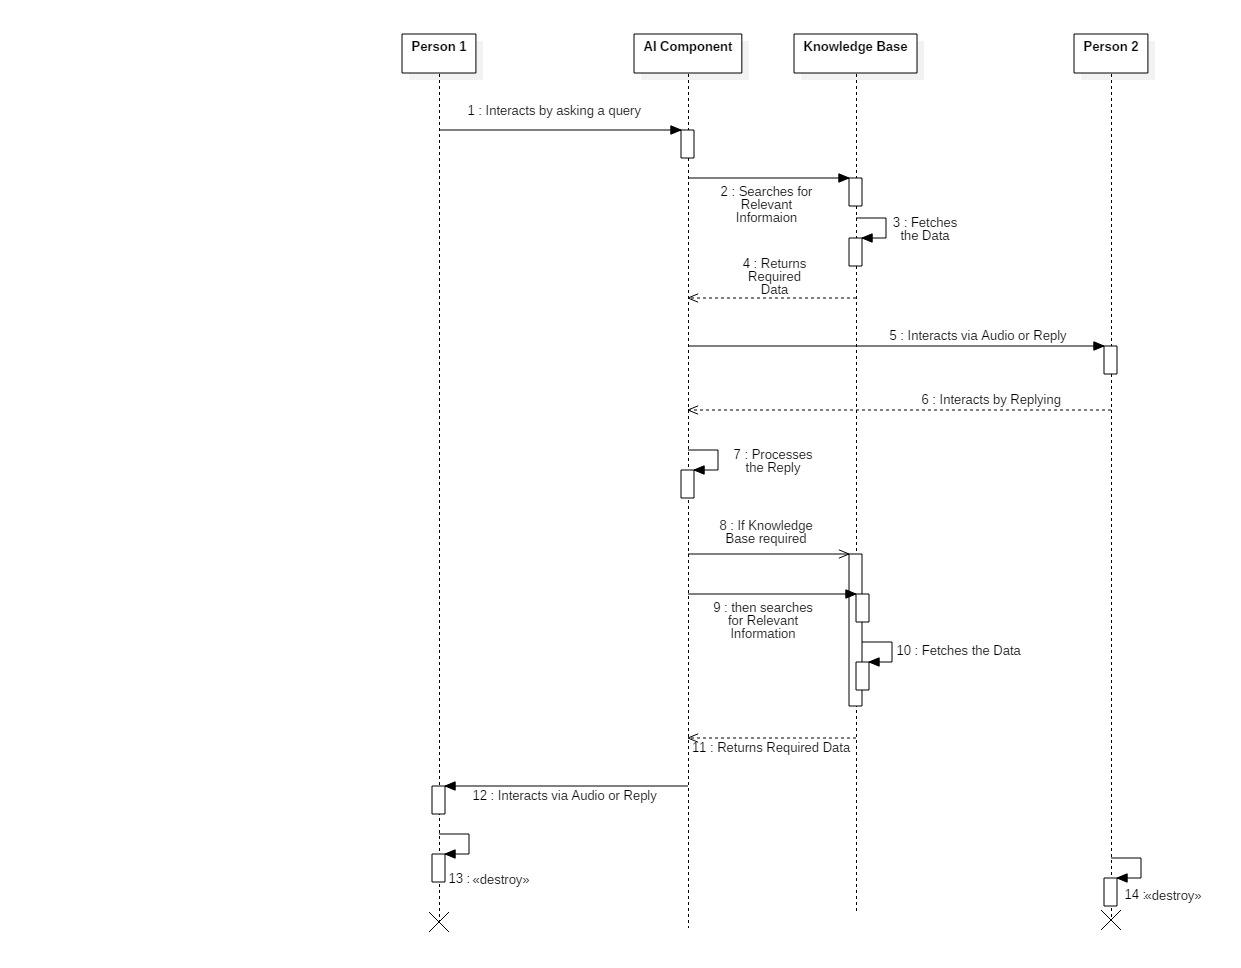 Person 1
AI Component
Knowledge Base
Person 2
1 : Interacts by asking a query
2 : Searches for
Relevant
Informaion
3 : Fetches
the Data
4 : Returns
Required
Data
5 : Interacts via Audio or Reply
6 : Interacts by Replying
7 : Processes
the Reply
8 : If Knowledge
Base required
9 : then searches
for Relevant
Information
10 : Fetches the Data
11 : Returns Required Data
12 : Interacts via Audio or Reply
13 : «destroy»
14 : «destroy»